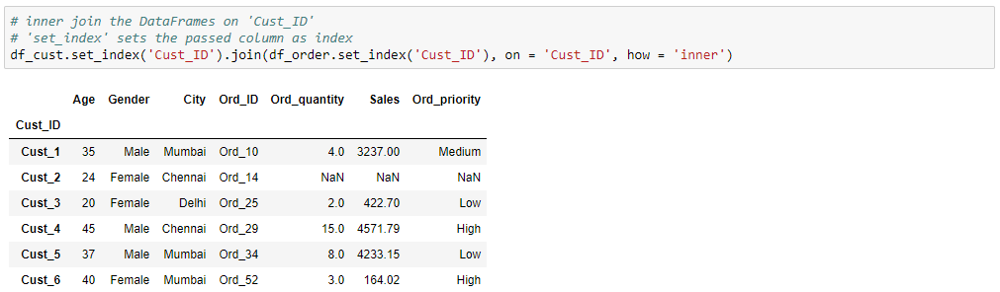 # inner join the DataFrames on 'Cust_ID'
# 'set_index' sets the passed column as index
df_cust.set_index('Cust_ID').join(df_order.set_index('Cust_ID'), on = 'Cust_ID', how = 'inner')
Age Gender City Ord_ID Ord_quantity Sales Ord_priority
Cust_ID
Cust_1 35 Male Mumbai Ord_10 4.0 3237.00 Medium
Cust_2 24 Female Chennai Ord_14 NaN NaN NaN
Cust_3 20 Female Delhi Ord_25 2.0 422.70 Low
Cust_4 45 Male Chennai Ord_29 15.0 4571.79 High
Cust_5 37 Male Mumbai Ord_34 8.0 4233.15 Low
Cust_6 40 Female Mumbai Ord_52 3.0 164.02 High